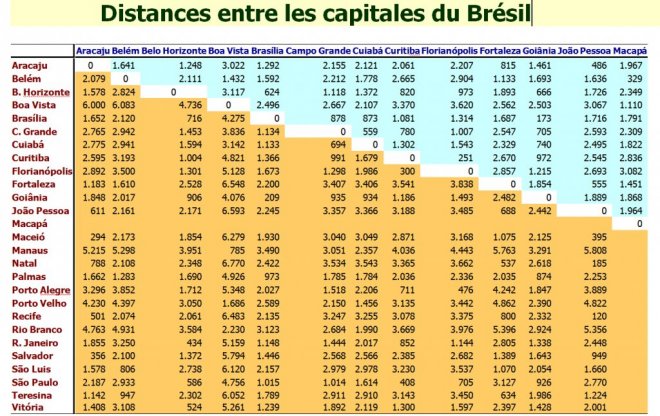 Distances entre les capitales du Brésil
Aracaju Belém Belo Horizonte Boa Vista Brasília Campo Grande Cuiabá Curitiba Florianópolis Fortaleza Goiânia João Pessoa Macapá
Aracaju 0 1.641 1.248 3.022 1.292 2.155 2.121 2.061 2.207 815 1.461 486 1.967
Belém 2.079 0 2.111 1.432 1.592 2.212 1.778 2.665 2.904 1.133 1.693 1.636 329
B. Horizonte 1.578 2.824 0 3.117 624 1.118 1.372 820 973 1.893 666 1.726 2.349
Boa Vista 6.000 6.083 4.736 0 2.496 2.667 2.107 3.370 3.620 2.562 2.503 3.067 1.110
Brasília 1.652 2.120 716 4.275 0 878 873 1.081 1.314 1.687 173 1.716 1.791
C. Grande 2.765 2.942 1.453 3.836 1.134 0 559 780 1.007 2.547 705 2.593 2.309
Cuiabá 2.775 2.941 1.594 3.142 1.133 694 0 1.302 1.543 2.329 740 2.495 1.822
Curitiba 2.595 3.193 1.004 4.821 1.366 991 1.679 0 251 2.670 972 2.545 2.836
Florianópolis 2.892 3.500 1.301 5.128 1.673 1.298 1.986 300 0 2.857 1.215 2.693 3.082
Fortaleza 1.183 1.610 2.528 6.548 2.200 3.407 3.406 3.541 3.838 0 1.854 555 1.451
Goiânia 1.848 2.017 906 4.076 209 935 934 1.186 1.493 2.482 0 1.889 1.868
João Pessoa 611 2.161 2.171 6.593 2.245 3.357 3.366 3.188 3.485 688 2.442 0 1.964
Macapá 0
Maceió 294 2.173 1.854 6.279 1.930 3.040 3.049 2.871 3.168 1.075 2.125 395
Manaus 5.215 5.298 3.951 785 3.490 3.051 2.357 4.036 4.443 5.763 3.291 5.808
Natal 788 2.108 2.348 6.770 2.422 3.534 3.543 3.365 3.662 537 2.618 185
Palmas 1.662 1.283 1.690 4.926 973 1.785 1.784 2.036 2.336 2.035 874 2.253
Porto Alegre 3.296 3.852 1.712 5.348 2.027 1.518 2.206 711 476 4.242 1.847 3.889
Porto Velho 4.230 4.397 3.050 1.686 2.589 2.150 1.456 3.135 3.442 4.862 2.390 4.822
Recife 501 2.074 2.061 6.483 2.135 3.247 3.255 3.078 3.375 800 2.332 120
Rio Branco 4.763 4.931 3.584 2.230 3.123 2.684 1.990 3.669 3.976 5.396 2.924 5.356
R. Janeiro 1.855 3.250 434 5.159 1.148 1.444 2.017 852 1.144 2.805 1.338 2.448
Salvador 356 2.100 1.372 5.794 1.446 2.568 2.566 2.385 2.682 1.389 1.643 949
São Luis 1.578 806 2.738 6.120 2.157 2.979 2.978 3.230 3.537 1.070 2.054 1.660
São Paulo 2.187 2.933 586 4.756 1.015 1.014 1.614 408 705 3.127 926 2.770
Teresina 1.142 947 2.302 6.052 1.789 2.911 2.910 3.143 3.450 634 1.986 1.224
Vitória 1.408 3.108 524 5.261 1.239 1.892 2.119 1.300 1.597 2.397 1.428 2.001